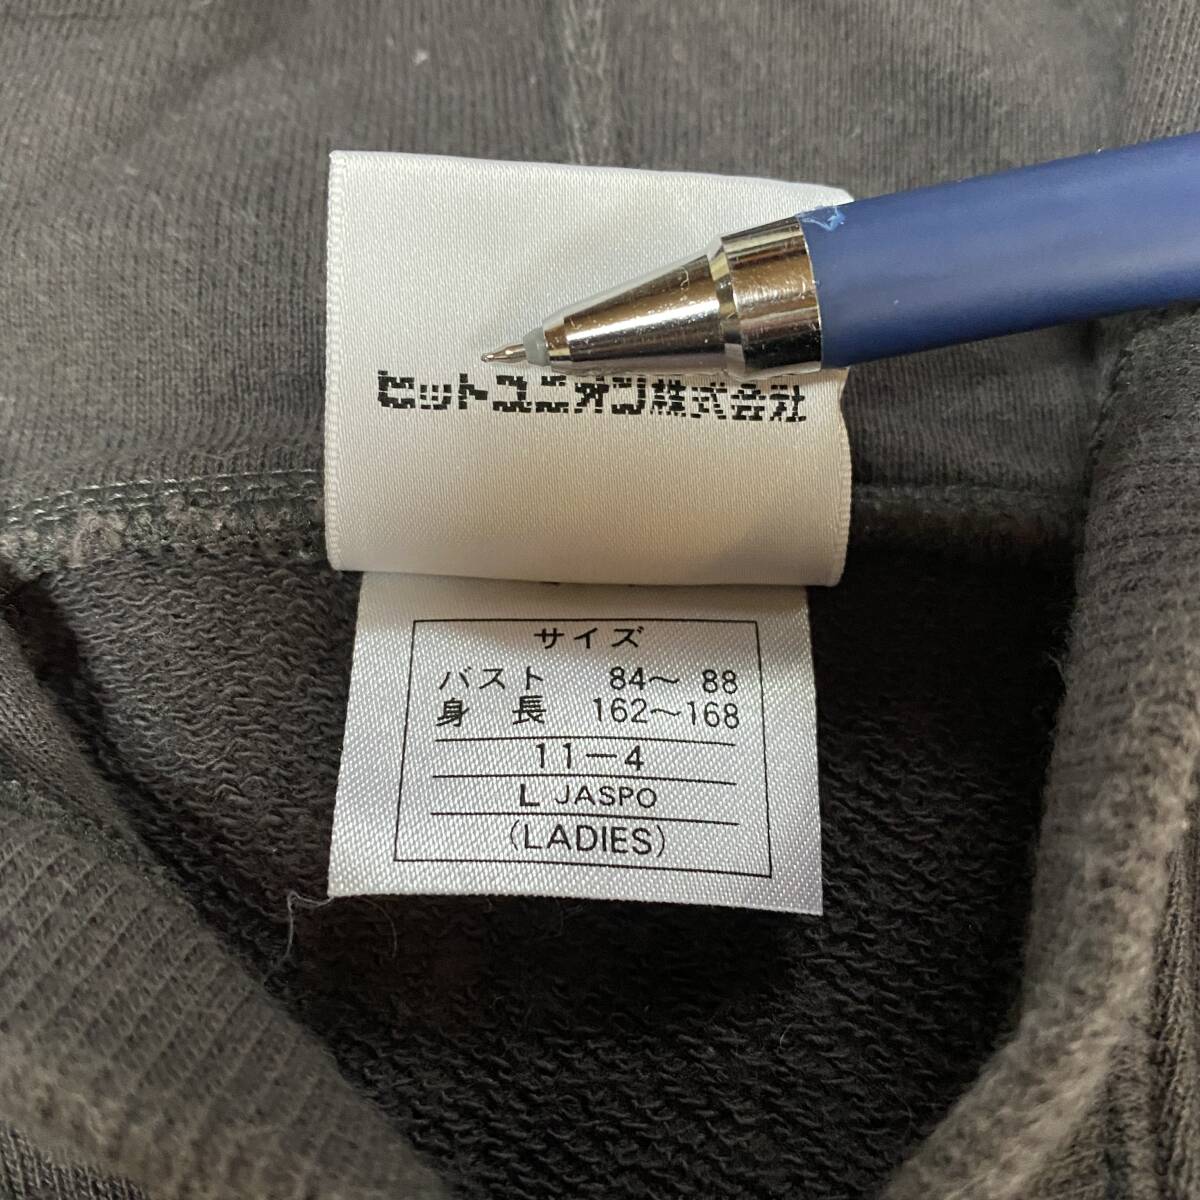 ヒットユニオン株式会社
サイズ
バスト 84〜 88
身 長 162〜168
11−4
L JASPO
(LADIES)